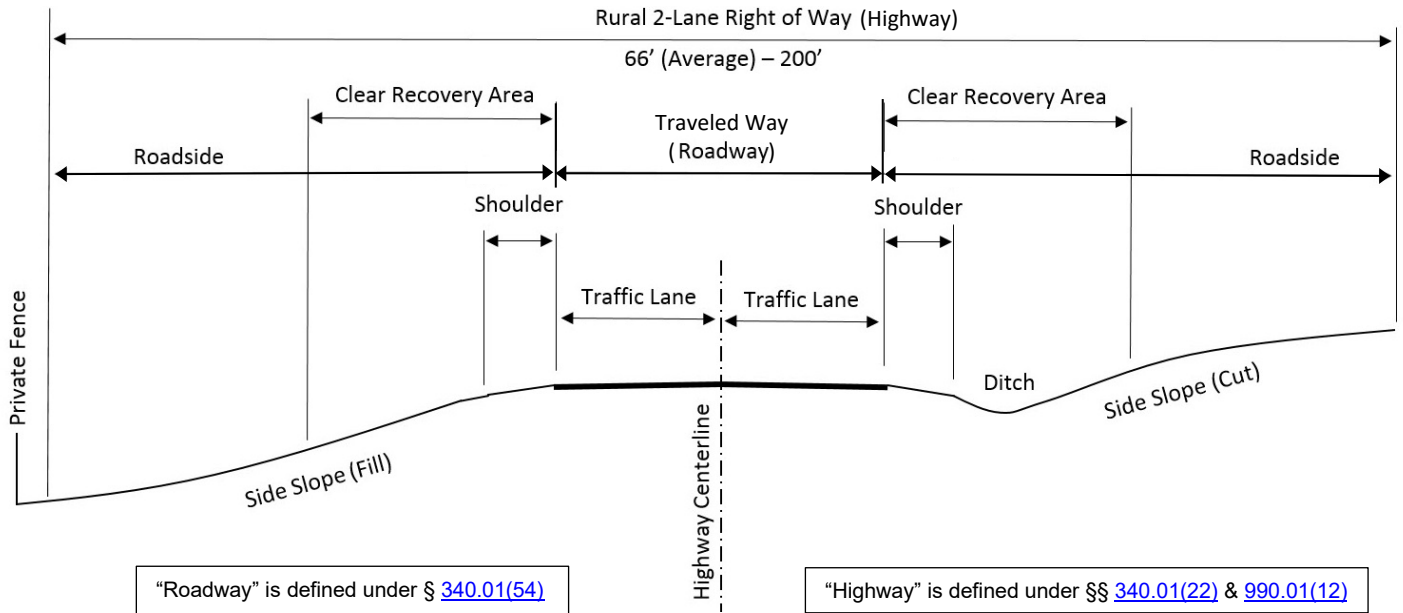 Rural 2-Lane Right of Way (Highway)
66’ (Average) – 200’
Clear Recovery Area
Clear Recovery Area
Traveled Way
(Roadway)
Roadside
Roadside
Shoulder
Shoulder
Traffic Lane
Traffic Lane
Private Fence
Ditch
Side Slope (Cut)
Side Slope (Fill)
Highway Centerline
“Roadway” is defined under § 340.01(54)
“Highway” is defined under §§ 340.01(22) & 990.01(12)